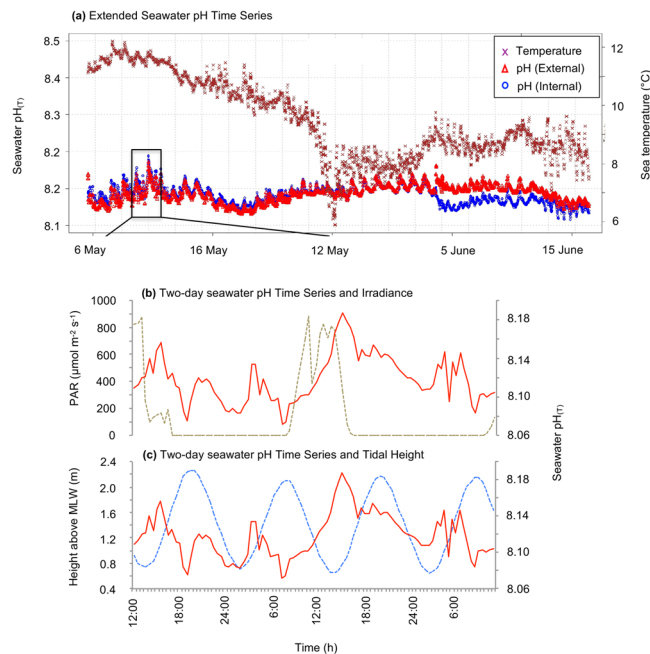 (a) Extended Seawater pH Time Series
8.5
8.4
8.3
8.2
8.2
8.1
Seawater pH(T)
12
10
9
8
6
Sea temperature (°C)
Temperature
pH (External)
pH (Internal)
6 May
16 May
12 May
5 June
15 June
(b) Two-day seawater pH Time Series and Irradiance
1000
800
600
400
200
0
PAR (µmol m⁻² s⁻¹)
8.18
8.14
8.10
8.06
Seawater pH(T)
(c) Two-day seawater pH Time Series and Tidal Height
2.4
2.0
1.6
1.2
0.8
0.4
Height above MLW (m)
8.18
8.14
8.10
8.06
12:00
18:00
24:00
6:00
12:00
18:00
24:00
6:00
Time (h)